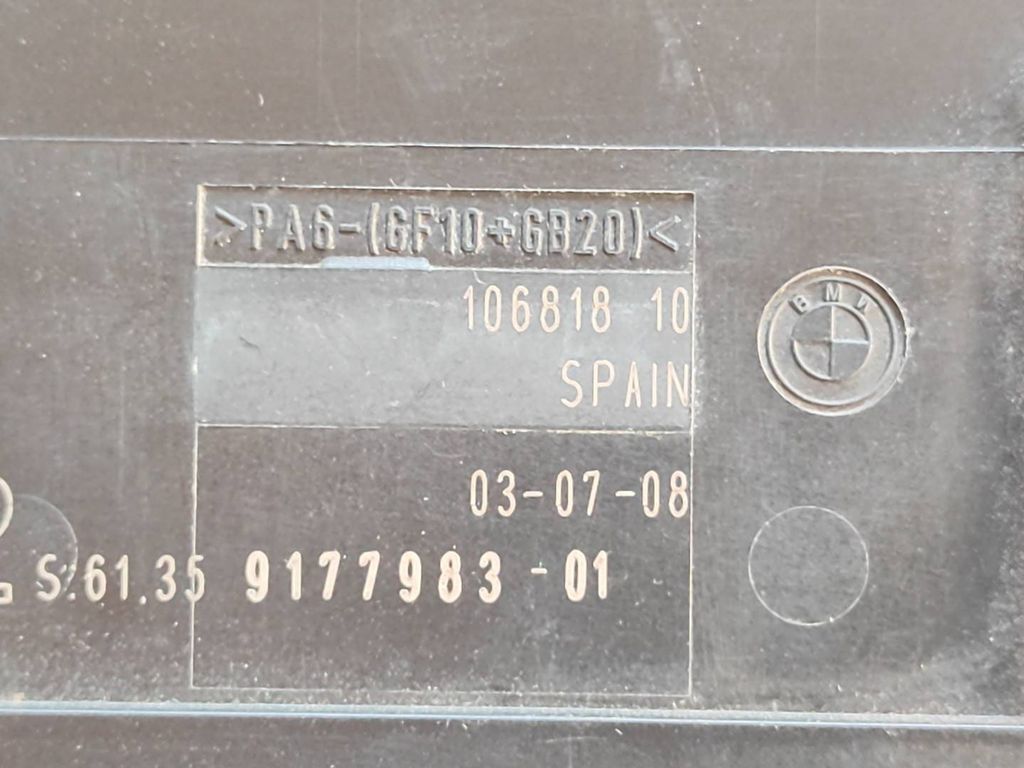 >PA6-(GF10+GB20)<
106818 10
SPAIN
BMW
03-07-08
S.61.35 9177983-01